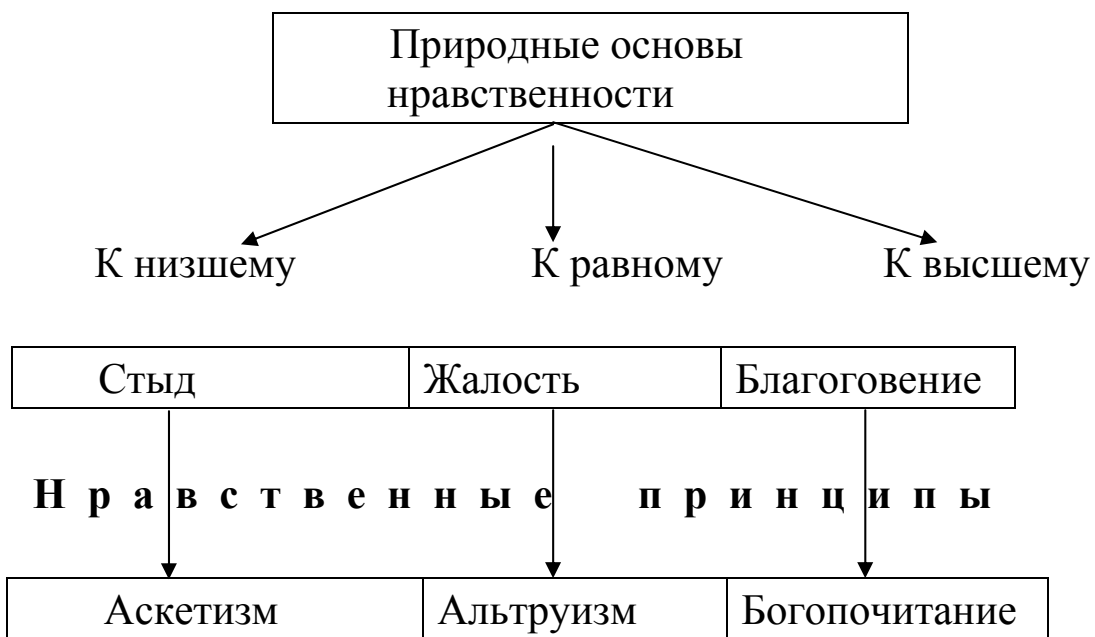 Природные основы
нравственности
К низшему К равному К высшему
Стыд Жалость Благоговение
Нравственные принципы
Аскетизм Альтруизм Богопочитание